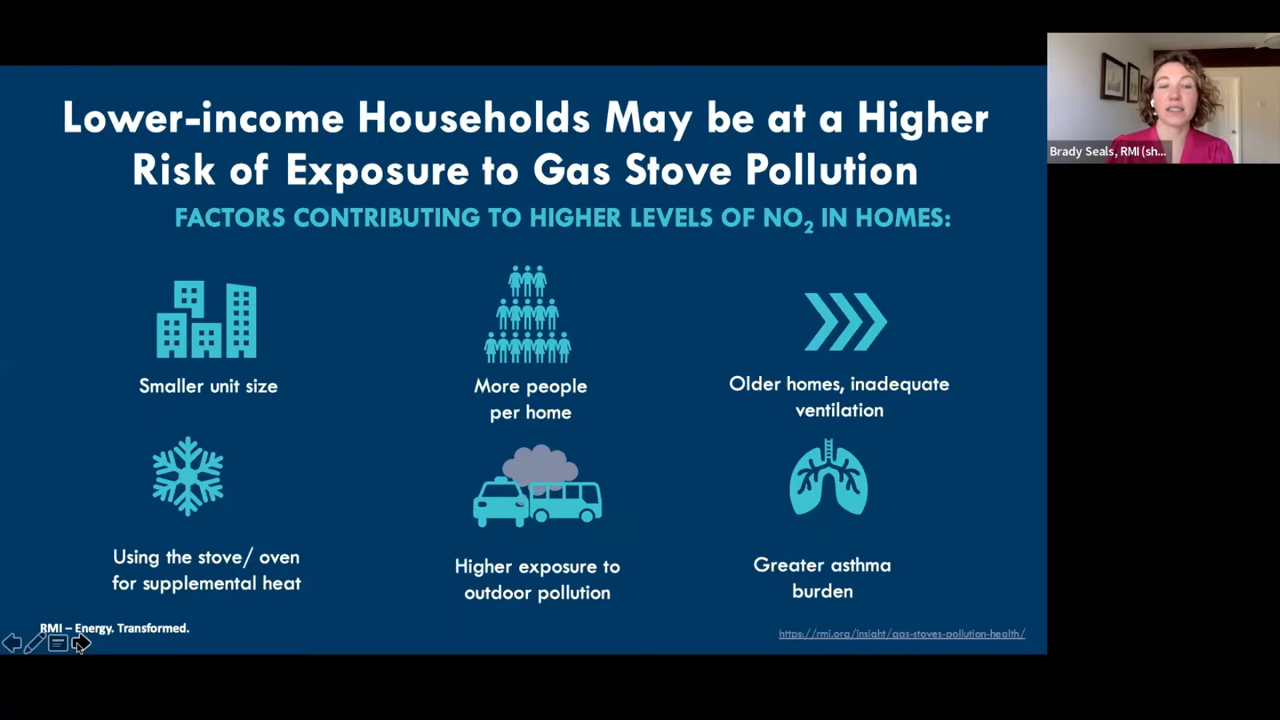 Lower-income Households May be at a Higher
Risk of Exposure to Gas Stove Pollution
FACTORS CONTRIBUTING TO HIGHER LEVELS OF NO2 IN HOMES:
Smaller unit size
More people
per home
Older homes, inadequate
ventilation
Using the stove/ oven
for supplemental heat
Higher exposure to
outdoor pollution
Greater asthma
burden
RMI – Energy. Transformed.
https://rmi.org/insight/gas-stoves-pollution-health/
Brady Seals, RMI (sh...